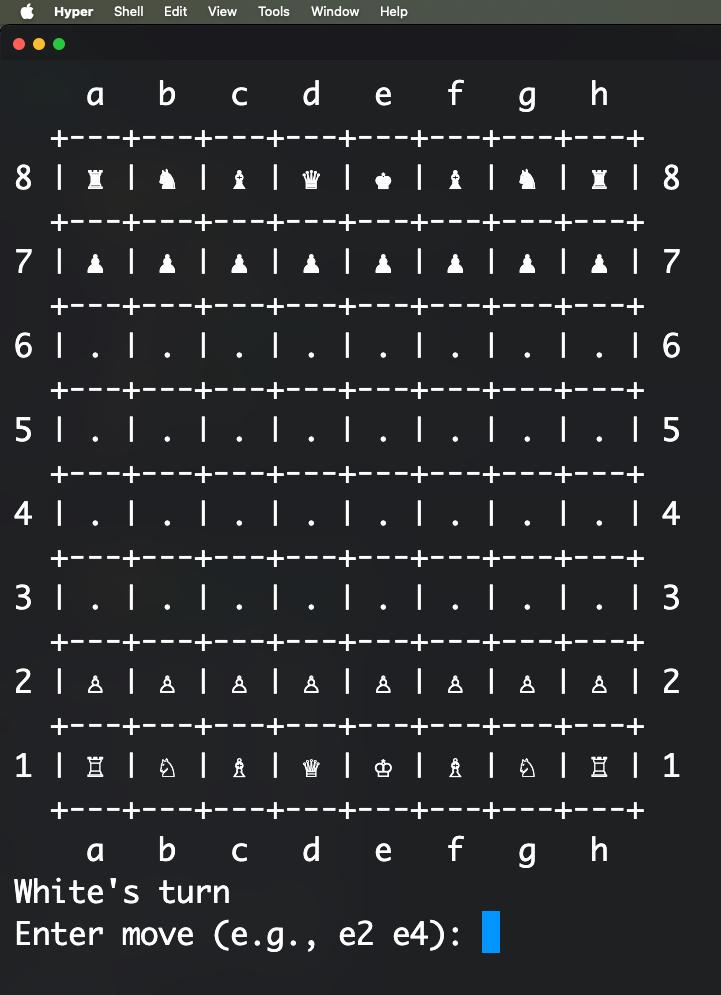 Hyper Shell Edit View Tools Window Help
a b c d e f g h
+---+---+---+---+---+---+---+---+
8 | ♜ | ♞ | ♝ | ♛ | ♚ | ♝ | ♞ | ♜ | 8
+---+---+---+---+---+---+---+---+
7 | ♟ | ♟ | ♟ | ♟ | ♟ | ♟ | ♟ | ♟ | 7
+---+---+---+---+---+---+---+---+
6 | . | . | . | . | . | . | . | . | 6
+---+---+---+---+---+---+---+---+
5 | . | . | . | . | . | . | . | . | 5
+---+---+---+---+---+---+---+---+
4 | . | . | . | . | . | . | . | . | 4
+---+---+---+---+---+---+---+---+
3 | . | . | . | . | . | . | . | . | 3
+---+---+---+---+---+---+---+---+
2 | ♙ | ♙ | ♙ | ♙ | ♙ | ♙ | ♙ | ♙ | 2
+---+---+---+---+---+---+---+---+
1 | ♖ | ♘ | ♗ | ♕ | ♔ | ♗ | ♘ | ♖ | 1
+---+---+---+---+---+---+---+---+
a b c d e f g h
White's turn
Enter move (e.g., e2 e4):